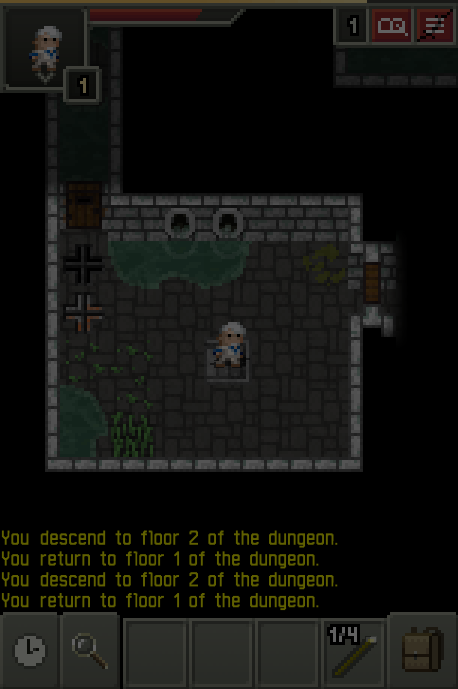 1
1
You descend to floor 2 of the dungeon.
You return to floor 1 of the dungeon.
You descend to floor 2 of the dungeon.
You return to floor 1 of the dungeon.
1/4